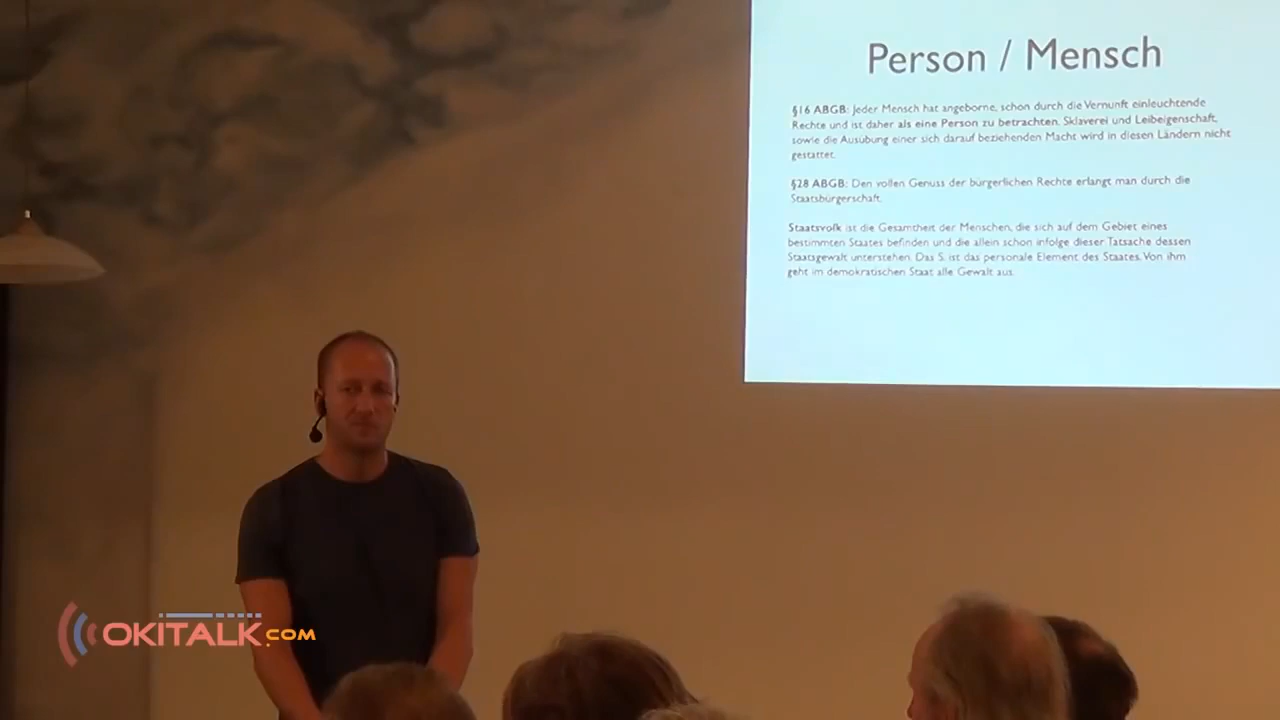 Person / Mensch
§16 ABGB: Jeder Mensch hat angeborne, schon durch die Vernunft einleuchtende
Rechte und ist daher als eine Person zu betrachten. Sklaverei und Leibeigenschaft,
sowie die Ausübung einer sich darauf beziehenden Macht wird in diesen Ländern nicht
gestattet.
§28 ABGB: Den vollen Genuss der bürgerlichen Rechte erlangt man durch die
Staatsbürgerschaft.
Staatsvolk ist die Gesamtheit der Menschen, die sich auf dem Gebiet eines
bestimmten Staates befinden und die allein schon infolge dieser Tatsache dessen
Staatsgewalt unterstehen. Das S. ist das personale Element des Staates. Von ihm
geht im demokratischen Staat alle Gewalt aus.
OKITALK.COM